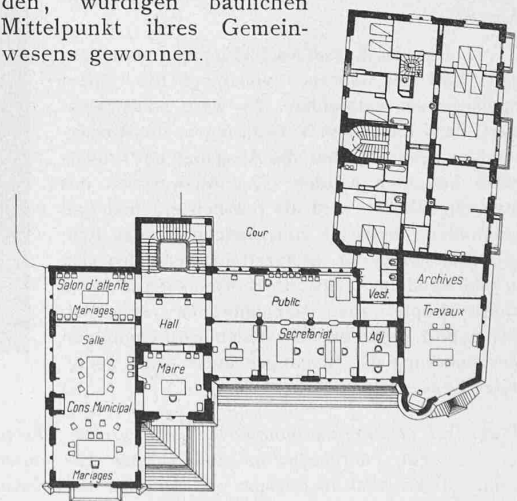 den, würdigen baulichen
Mittelpunkt ihres Gemein-
wesens gewonnen.
Cour
Salon d'attente
Mariages
Hall
Public
Vest.
Archives
Travaux
Salle
Maire
Secretariat
Adj
Cons Municipal
Mariages